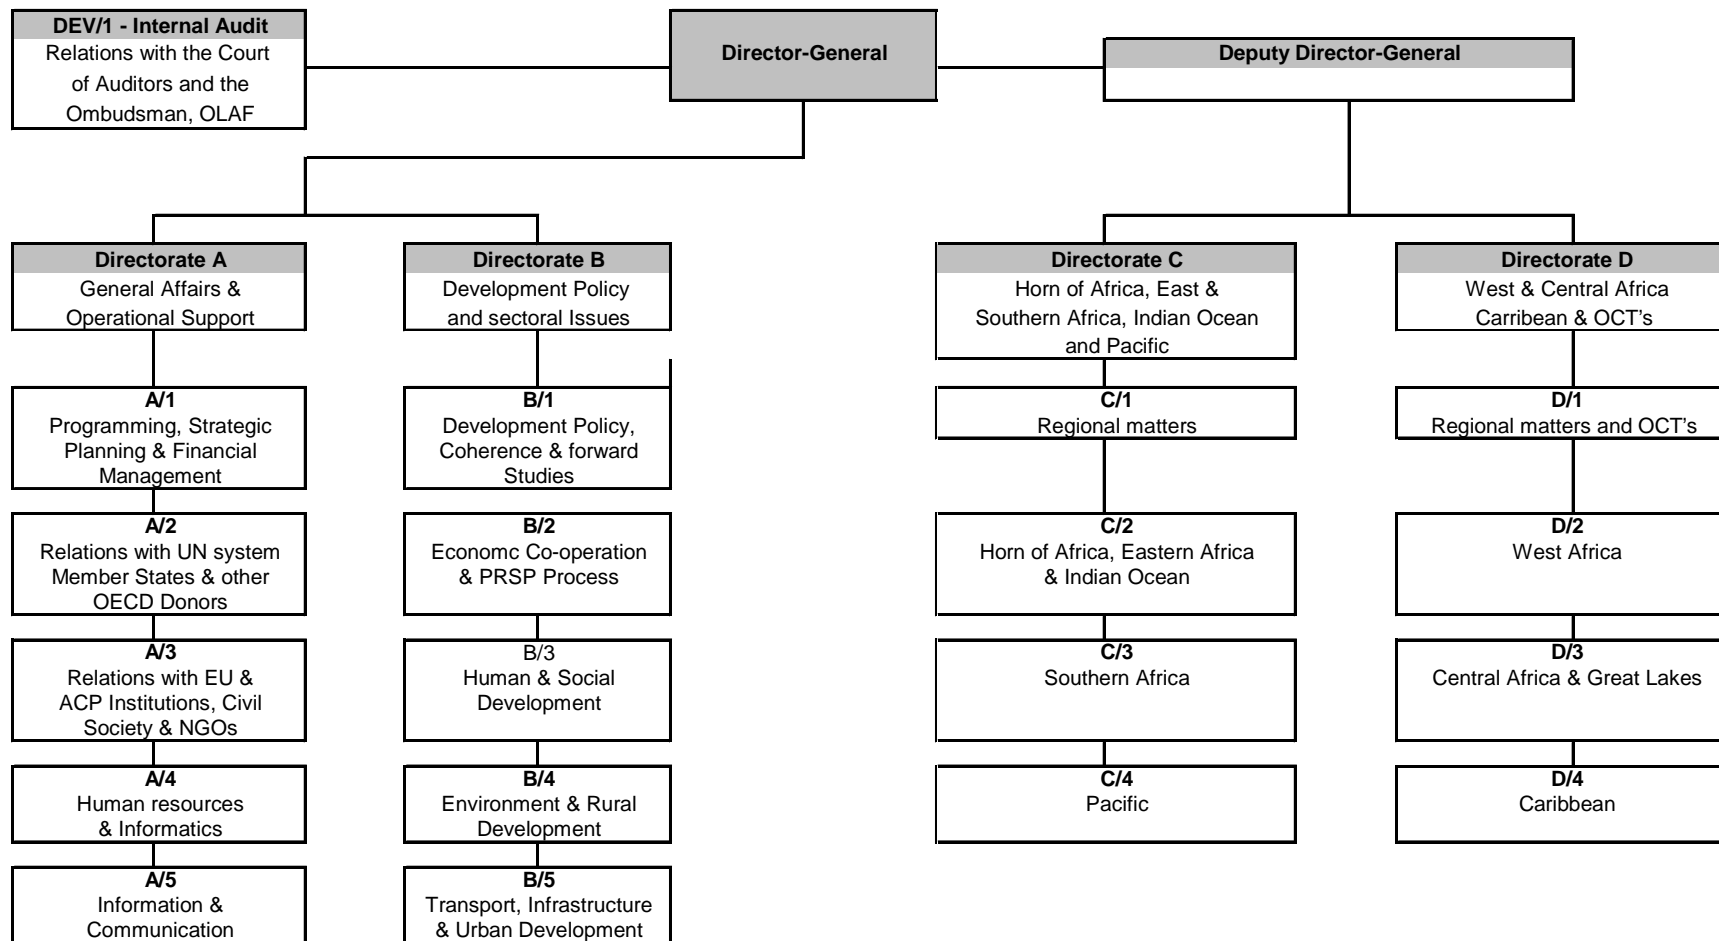 DEV/1 - Internal Audit
Relations with the Court
of Auditors and the
Ombudsman, OLAF
Director-General
Deputy Director-General
Directorate A
General Affairs &
Operational Support
Directorate B
Development Policy
and sectoral Issues
Directorate C
Horn of Africa, East &
Southern Africa, Indian Ocean
and Pacific
Directorate D
West & Central Africa
Carribean & OCT's
A/1
Programming, Strategic
Planning & Financial
Management
B/1
Development Policy,
Coherence & forward
Studies
C/1
Regional matters
D/1
Regional matters and OCT's
A/2
Relations with UN system
Member States & other
OECD Donors
B/2
Economc Co-operation
& PRSP Process
C/2
Horn of Africa, Eastern Africa
& Indian Ocean
D/2
West Africa
A/3
Relations with EU &
ACP Institutions, Civil
Society & NGOs
B/3
Human & Social
Development
C/3
Southern Africa
D/3
Central Africa & Great Lakes
A/4
Human resources
& Informatics
B/4
Environment & Rural
Development
C/4
Pacific
D/4
Caribbean
A/5
Information &
Communication
B/5
Transport, Infrastructure
& Urban Development